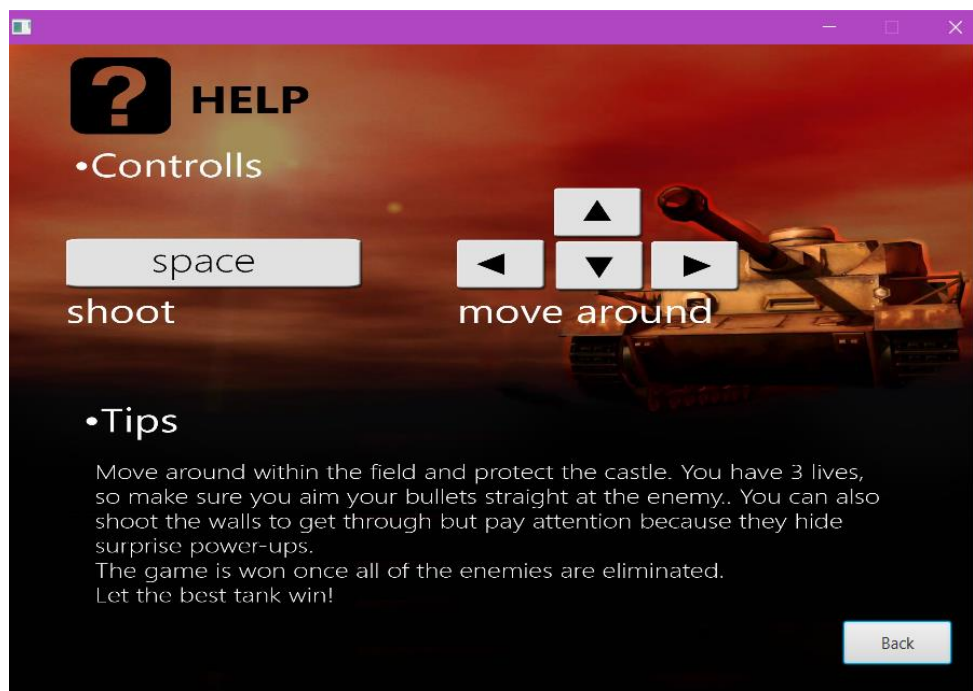 ?
HELP
•Controlls
space
shoot
move around
•Tips
Move around within the field and protect the castle. You have 3 lives,
so make sure you aim your bullets straight at the enemy.. You can also
shoot the walls to get through but pay attention because they hide
surprise power-ups.
The game is won once all of the enemies are eliminated.
Let the best tank win!
Back